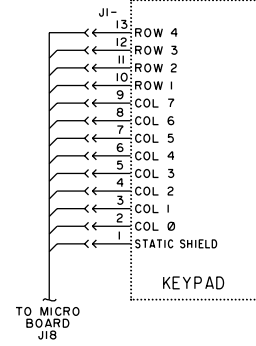 J1-
13 ROW 4
12 ROW 3
11 ROW 2
10 ROW 1
9 COL 7
8 COL 6
7 COL 5
6 COL 4
5 COL 3
4 COL 2
3 COL 1
2 COL Ø
1 STATIC SHIELD
KEYPAD
TO MICRO
BOARD
J18